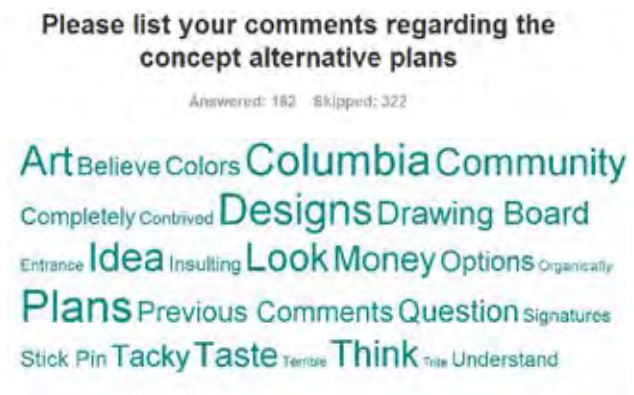 Please list your comments regarding the
concept alternative plans
Answered: 182 Skipped: 322
Art Believe Colors Columbia Community
Completely Contrived Designs Drawing Board
Entrance Idea Insulting Look Money Options Organically
Plans Previous Comments Question Signatures
Stick Pin Tacky Taste Terrible Think Trite Understand